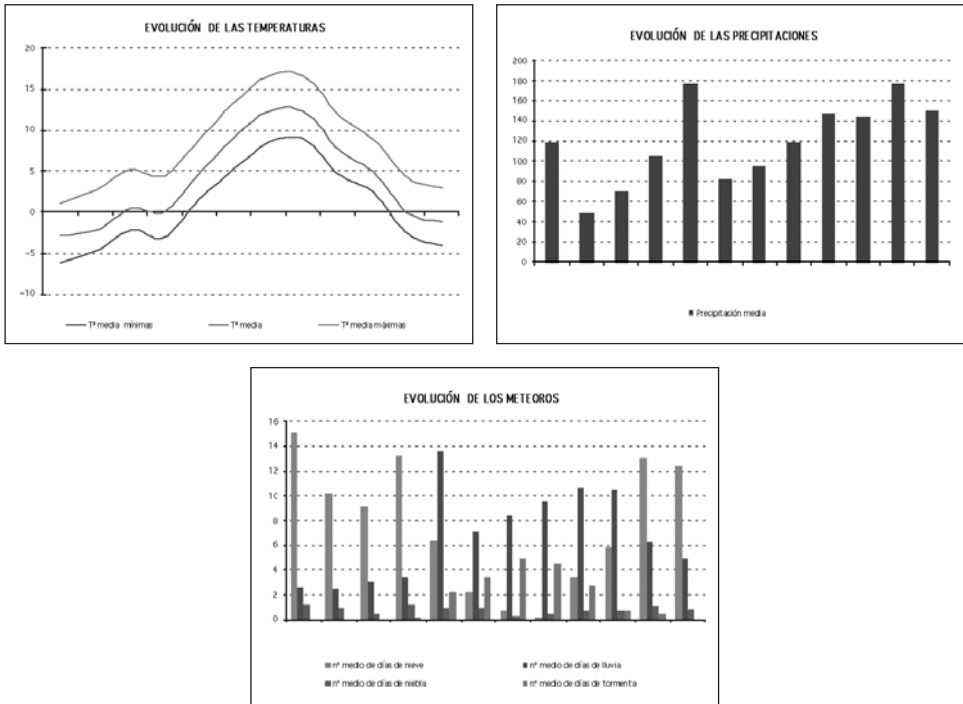 EVOLUCIÓN DE LAS TEMPERATURAS
20
15
10
5
0
−5
−10
Tª media mínimas
Tª media
Tª media máximas
EVOLUCIÓN DE LAS PRECIPITACIONES
200
180
160
140
120
100
80
60
40
20
0
Precipitación media
EVOLUCIÓN DE LOS METEOROS
16
14
12
10
8
6
4
2
0
nº medio de días de nieve
nº medio de días de lluvia
nº medio de días de niebla
nº medio de días de tormenta